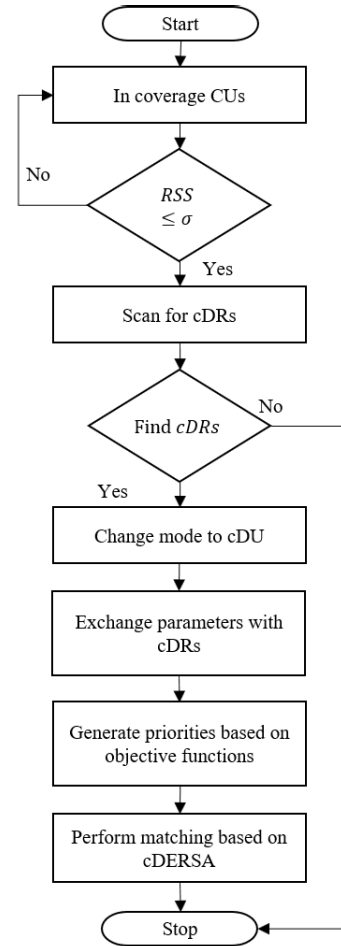 Start
In coverage CUs
No
RSS
≤ σ
Yes
Scan for cDRs
No
Find cDRs
Yes
Change mode to cDU
Exchange parameters with
cDRs
Generate priorities based on
objective functions
Perform matching based on
cDERSA
Stop